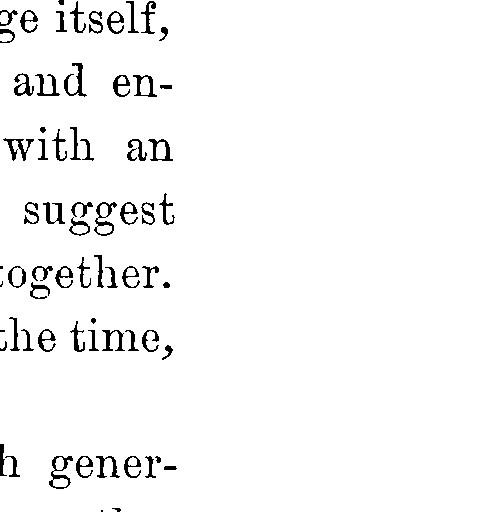 ge itself,
and en-
with an
suggest
together.
the time,
h gener-